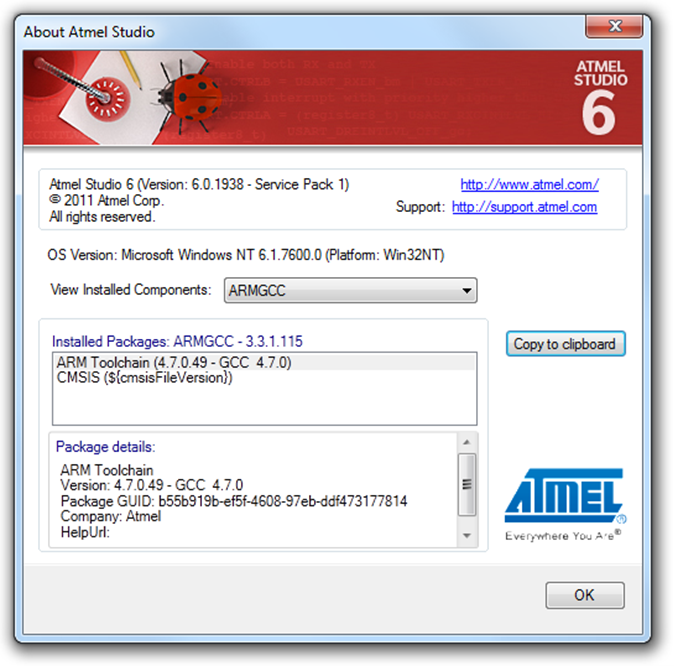 About Atmel Studio
ATMEL
STUDIO
6
Atmel Studio 6 (Version: 6.0.1938 - Service Pack 1)
http://www.atmel.com/
© 2011 Atmel Corp.
Support: http://support.atmel.com
All rights reserved.
OS Version: Microsoft Windows NT 6.1.7600.0 (Platform: Win32NT)
View Installed Components: ARMGCC
Installed Packages: ARMGCC - 3.3.1.115
Copy to clipboard
ARM Toolchain (4.7.0.49 - GCC 4.7.0)
CMSIS (${cmsisFileVersion})
Package details:
ARM Toolchain
Version: 4.7.0.49 - GCC 4.7.0
Package GUID: b55b919b-ef5f-4608-97eb-ddf473177814
Company: Atmel
HelpUrl:
ATMEL®
Everywhere You Are®
OK